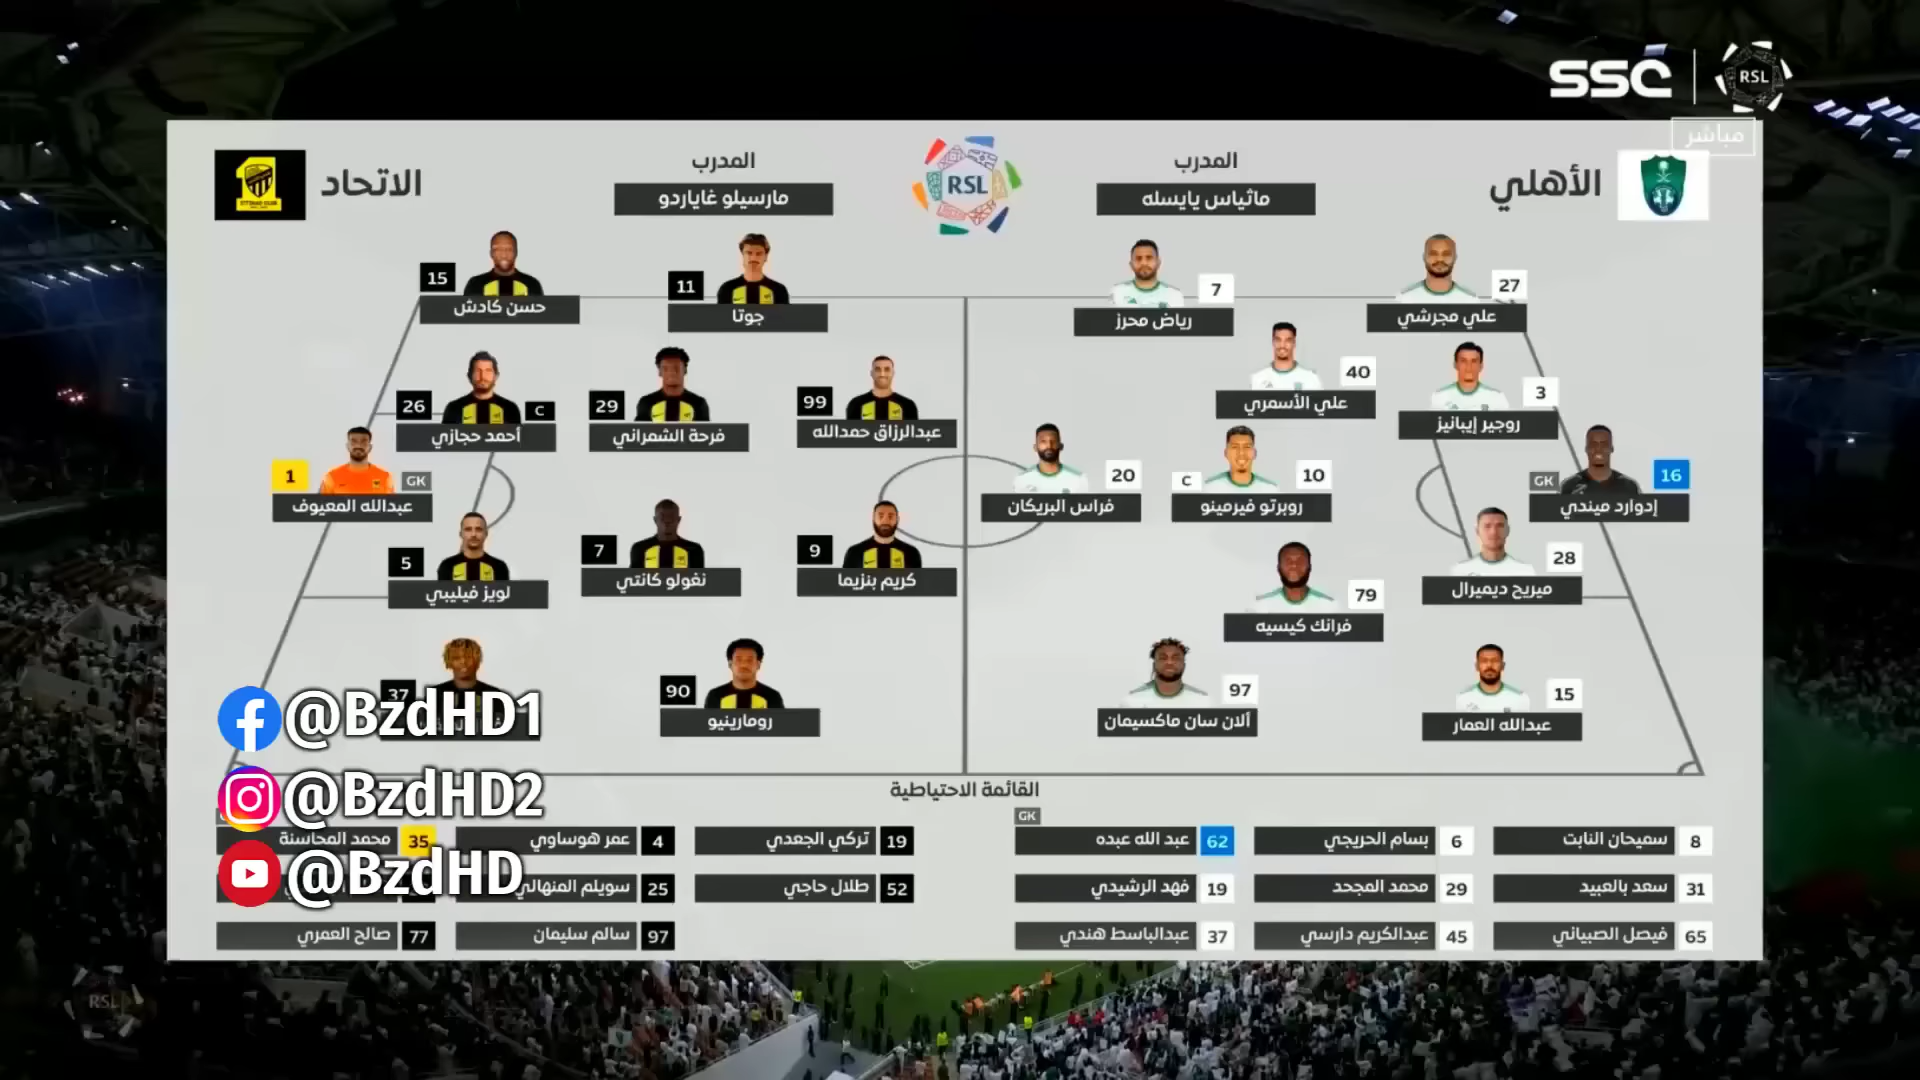 SSC
RSL
مباشر
الأهلي
المدرب
ماثياس يايسله
RSL
المدرب
مارسيلو غاياردو
الاتحاد
27
علي مجرشي
7
رياض محرز
40
علي الأسمري
3
روجير إيبانيز
20
فراس البريكان
C
10
روبرتو فيرمينو
GK
16
إدوارد ميندي
28
ميريح ديميرال
79
فرانك كيسيه
97
آلان سان ماكسيمان
15
عبدالله العمار
15
حسن كادش
11
جوتا
26
C
أحمد حجازي
29
فرحة الشمراني
99
عبدالرزاق حمدالله
1
GK
عبدالله المعيوف
5
لويز فيليبي
7
نغولو كانتي
9
كريم بنزيما
37
90
رومارينيو
القائمة الاحتياطية
GK
62 عبد الله عبده
6 بسام الحريجي
8 سميحان النابت
19 فهد الرشيدي
29 محمد المجحد
31 سعد بالعبيد
37 عبدالباسط هندي
45 عبدالكريم دارسي
65 فيصل الصبياني
35 محمد المحاسنة
4 عمر هوساوي
19 تركي الجعدي
25 سويلم المنهالي
52 طلال حاجي
77 صالح العمري
97 سالم سليمان
@BzdHD1
@BzdHD2
@BzdHD
RSL